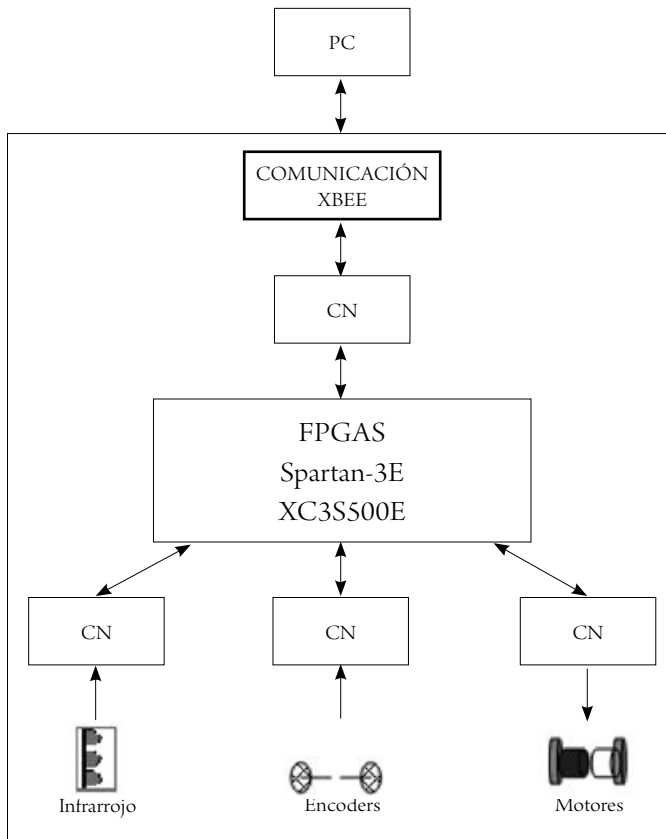 PC
COMUNICACIÓN
XBEE
CN
FPGAS
Spartan-3E
XC3S500E
CN
CN
CN
Infrarrojo
Encoders
Motores